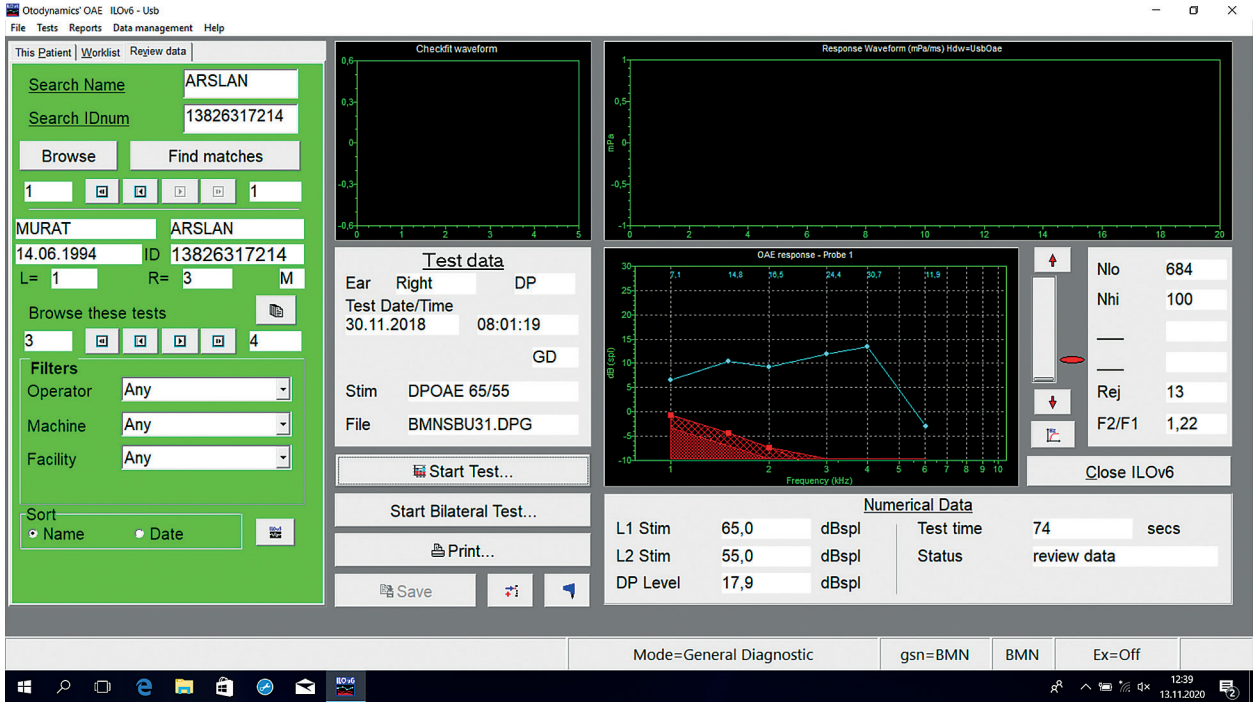 Otodynamics' OAE ILOv6 - Usb
File Tests Reports Data management Help
This Patient Worklist Review data
Search Name ARSLAN
Search IDnum 13826317214
Browse Find matches
1 1
MURAT ARSLAN
14.06.1994 ID 13826317214
L= 1 R= 3 M
Browse these tests
3 4
Filters
Operator Any
Machine Any
Facility Any
Sort
Name Date
Checkfit waveform
0,6
0,3
0
-0,3
-0,6
0 1 2 3 4 5
Response Waveform (mPa/ms) Hdw=UsbOae
1
0,5
mPa
0
-0,5
-1
0 2 4 6 8 10 12 14 16 18 20
Test data
Ear Right DP
Test Date/Time
30.11.2018 08:01:19
GD
Stim DPOAE 65/55
File BMNSBU31.DPG
Start Test...
Start Bilateral Test...
Print...
Save
OAE response - Probe 1
7,1 14,8 16,5 24,4 30,7 11,9
30
25
20
15
10
5
0
-5
-10
dB (spl)
1 2 3 4 5 6 7 8 9 10
Frequency (kHz)
Nlo 684
Nhi 100
Rej 13
F2/F1 1,22
Close ILOv6
Numerical Data
L1 Stim 65,0 dBspl Test time 74 secs
L2 Stim 55,0 dBspl Status review data
DP Level 17,9 dBspl
Mode=General Diagnostic gsn=BMN BMN Ex=Off
ILOv6
12:39
13.11.2020
2